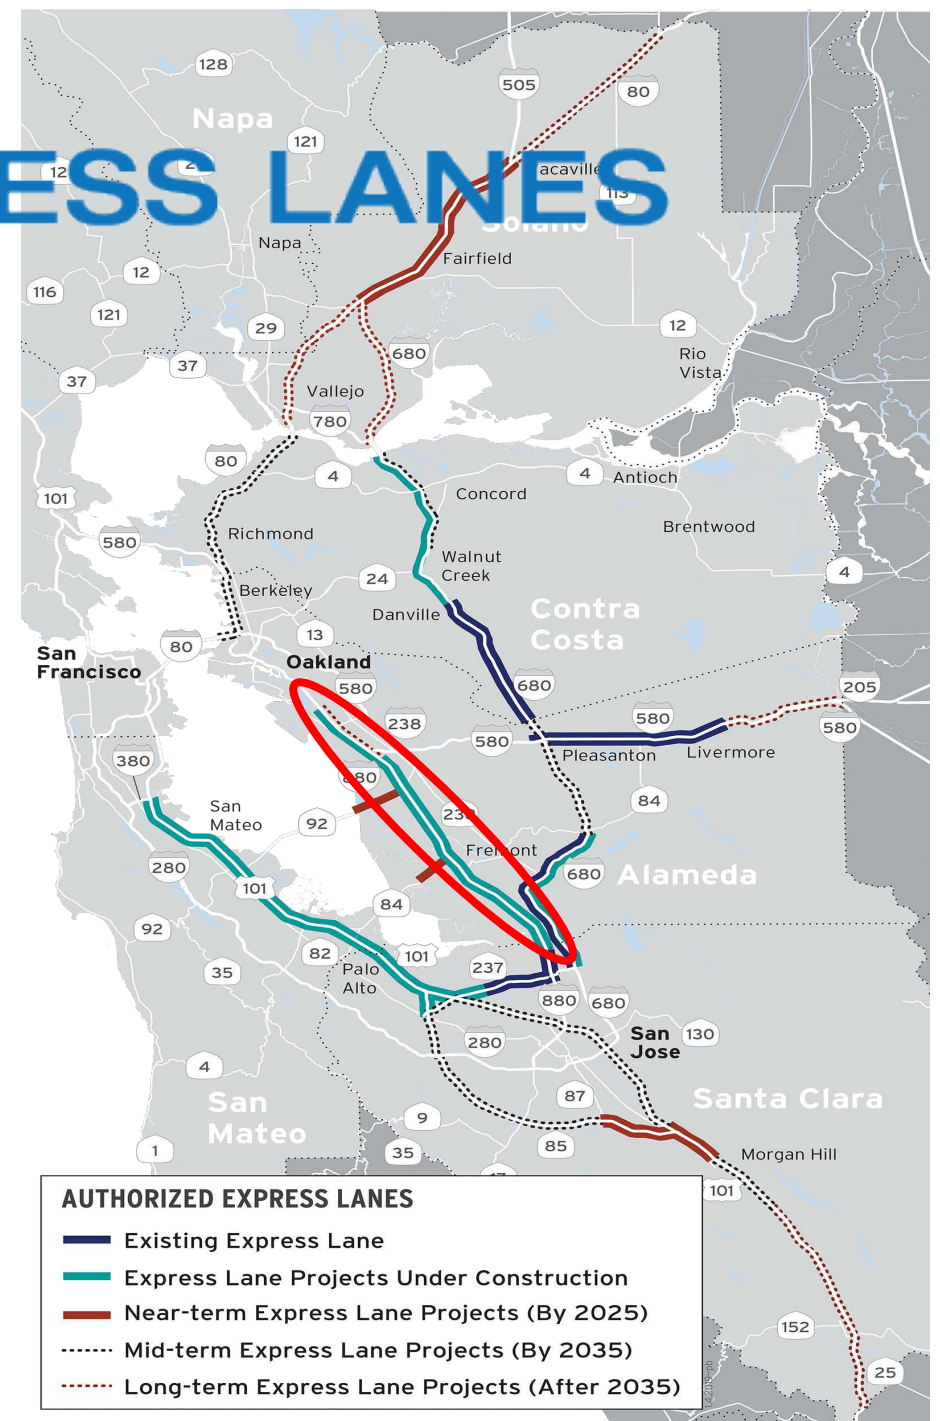 128
505
80
Napa
121
12
ESS LANES
acaville
113
Solano
Napa
Fairfield
12
116
121
29
12
680
Rio
Vista
37
37
Vallejo
780
80
4
4
Antioch
101
Concord
Brentwood
Richmond
580
Walnut
Creek
24
4
Berkeley
Danville
Contra
Costa
13
80
San
Francisco
Oakland
580
680
205
238
580
580
580
Pleasanton
Livermore
380
880
84
San
Mateo
92
238
Fremont
280
680
Alameda
101
84
92
82
101
237
35
Palo
Alto
880
680
280
San
Jose
130
4
87
Santa Clara
San
Mateo
9
85
35
1
Morgan Hill
17
101
AUTHORIZED EXPRESS LANES
Existing Express Lane
Express Lane Projects Under Construction
Near-term Express Lane Projects (By 2025)
Mid-term Express Lane Projects (By 2035)
Long-term Express Lane Projects (After 2035)
152
25